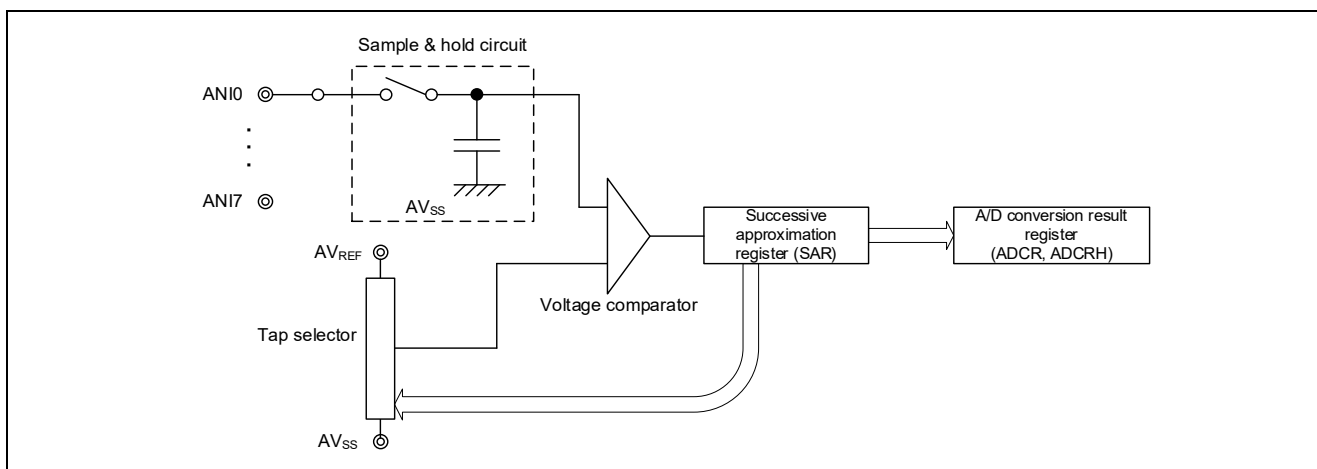 Sample & hold circuit
ANI0
ANI7
AVSS
AVREF
Tap selector
AVSS
Voltage comparator
Successive
approximation
register (SAR)
A/D conversion result
register
(ADCR, ADCRH)